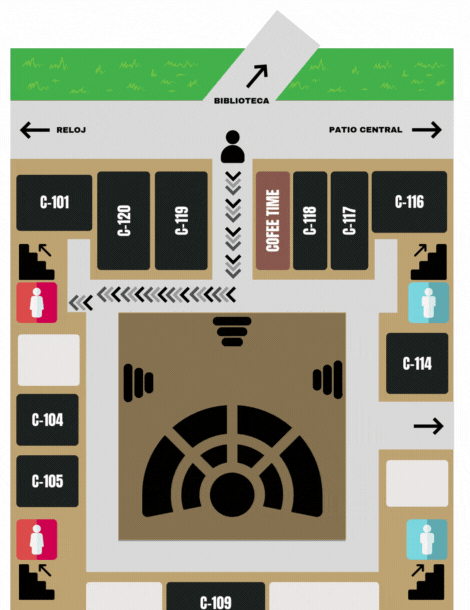 BIBLIOTECA
RELOJ
PATIO CENTRAL
C-101
C-120
C-119
COFEE TIME
C-118
C-117
C-116
C-114
C-104
C-105
C-109